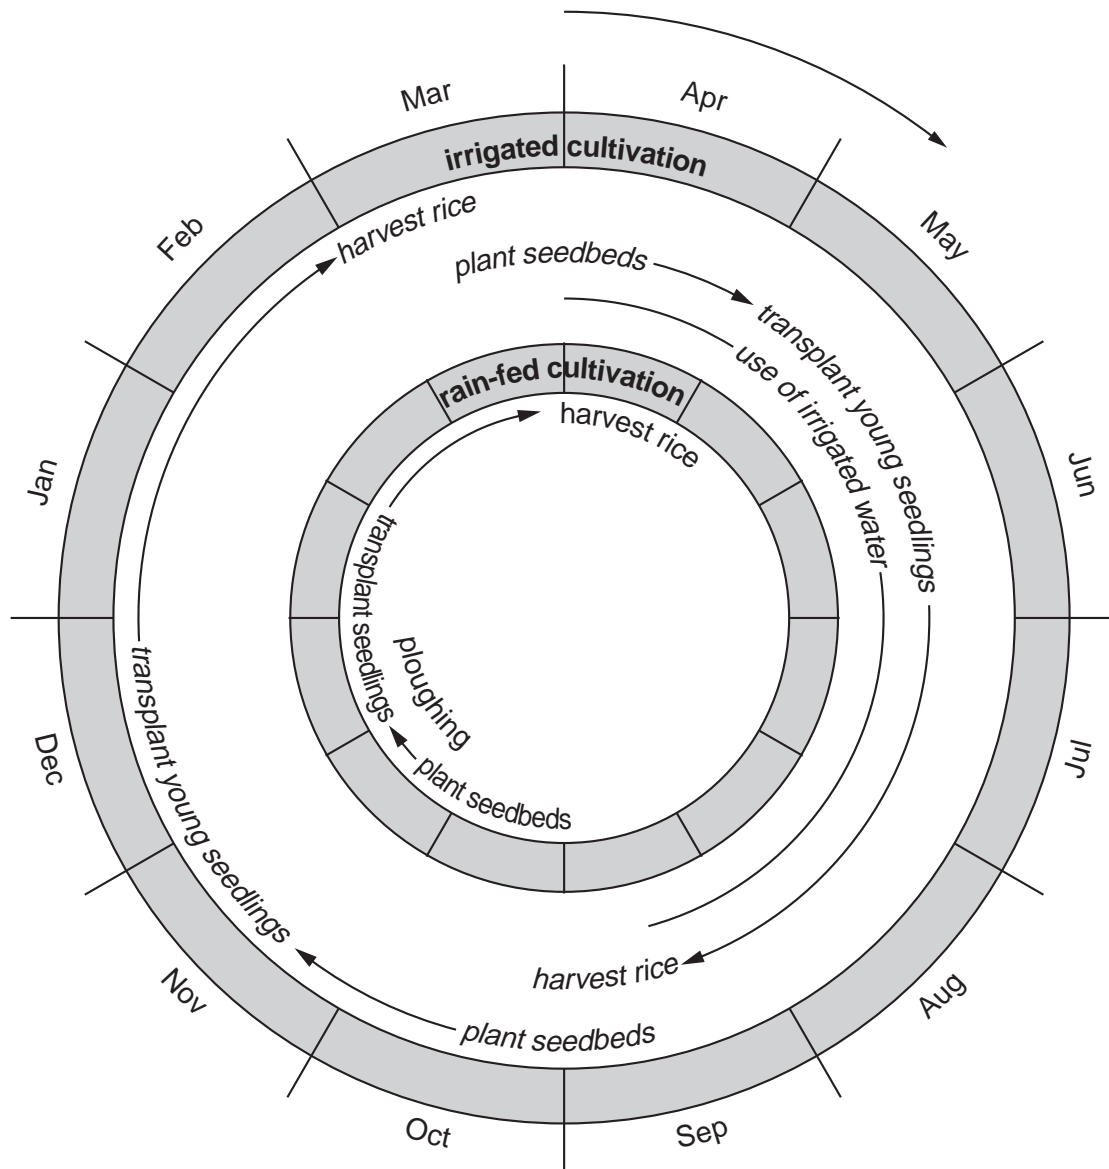 Mar
Apr
May
Jun
Jul
Aug
Sep
Oct
Nov
Dec
Jan
Feb
irrigated cultivation
harvest rice
plant seedbeds
transplant young seedlings
use of irrigated water
harvest rice
plant seedbeds
transplant young seedlings
rain-fed cultivation
harvest rice
transplant seedlings
ploughing
plant seedbeds